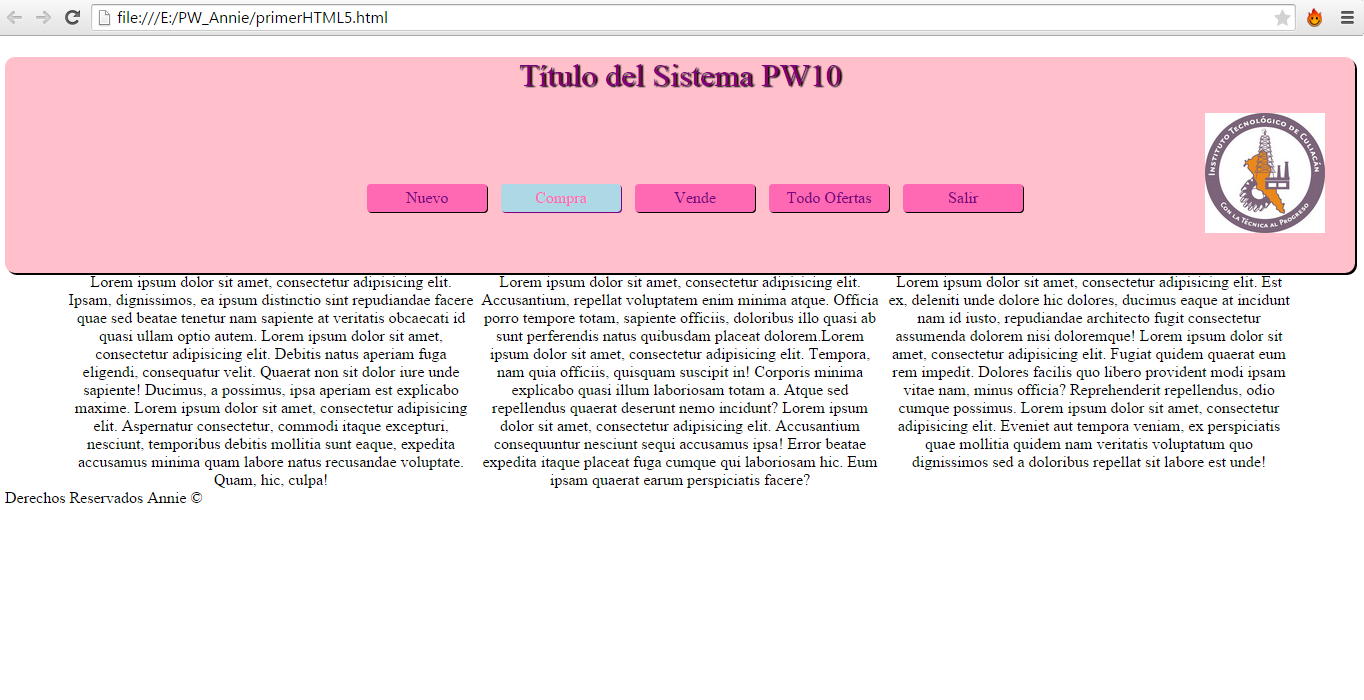 file:///E:/PW_Annie/primerHTML5.html
Título del Sistema PW10
INSTITUTO TECNOLÓGICO DE CULIACÁN
CON LA TÉCNICA AL PROGRESO
Nuevo
Compra
Vende
Todo Ofertas
Salir
Lorem ipsum dolor sit amet, consectetur adipisicing elit.
Ipsam, dignissimos, ea ipsum distinctio sint repudiandae facere
quae sed beatae tenetur nam sapiente at veritatis obcaecati id
quasi ullam optio autem. Lorem ipsum dolor sit amet,
consectetur adipisicing elit. Debitis natus aperiam fuga
eligendi, consequatur velit. Quaerat non sit dolor iure unde
sapiente! Ducimus, a possimus, ipsa aperiam est explicabo
maxime. Lorem ipsum dolor sit amet, consectetur adipisicing
elit. Aspernatur consectetur, commodi itaque excepturi,
nesciunt, temporibus debitis mollitia sunt eaque, expedita
accusamus minima quam labore natus recusandae voluptate.
Quam, hic, culpa!
Lorem ipsum dolor sit amet, consectetur adipisicing elit.
Accusantium, repellat voluptatem enim minima atque. Officia
porro tempore totam, sapiente officiis, doloribus illo quasi ab
sunt perferendis natus quibusdam placeat dolorem.Lorem
ipsum dolor sit amet, consectetur adipisicing elit. Tempora,
nam quia officiis, quisquam suscipit in! Corporis minima
explicabo quasi illum laboriosam totam a. Atque sed
repellendus quaerat deserunt nemo incidunt? Lorem ipsum
dolor sit amet, consectetur adipisicing elit. Accusantium
consequuntur nesciunt sequi accusamus ipsa! Error beatae
expedita itaque placeat fuga cumque qui laboriosam hic. Eum
ipsam quaerat earum perspiciatis facere?
Lorem ipsum dolor sit amet, consectetur adipisicing elit. Est
ex, deleniti unde dolore hic dolores, ducimus eaque at incidunt
nam id iusto, repudiandae architecto fugit consectetur
assumenda dolorem nisi doloremque! Lorem ipsum dolor sit
amet, consectetur adipisicing elit. Fugiat quidem quaerat eum
rem impedit. Dolores facilis quo libero provident modi ipsam
vitae nam, minus officia? Reprehenderit repellendus, odio
cumque possimus. Lorem ipsum dolor sit amet, consectetur
adipisicing elit. Eveniet aut tempora veniam, ex perspiciatis
quae mollitia quidem nam veritatis voluptatum quo
dignissimos sed a doloribus repellat sit labore est unde!
Derechos Reservados Annie ©